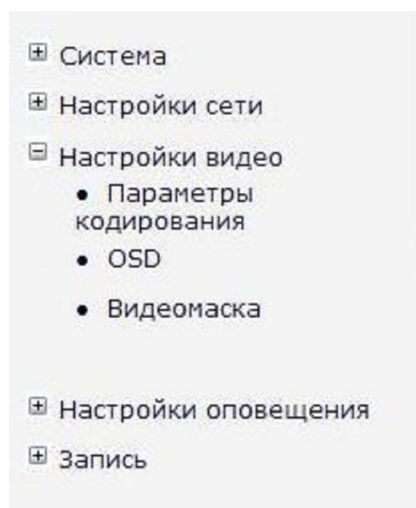 Система
Настройки сети
Настройки видео
• Параметры
кодирования
• OSD
• Видеомаска
Настройки оповещения
Запись